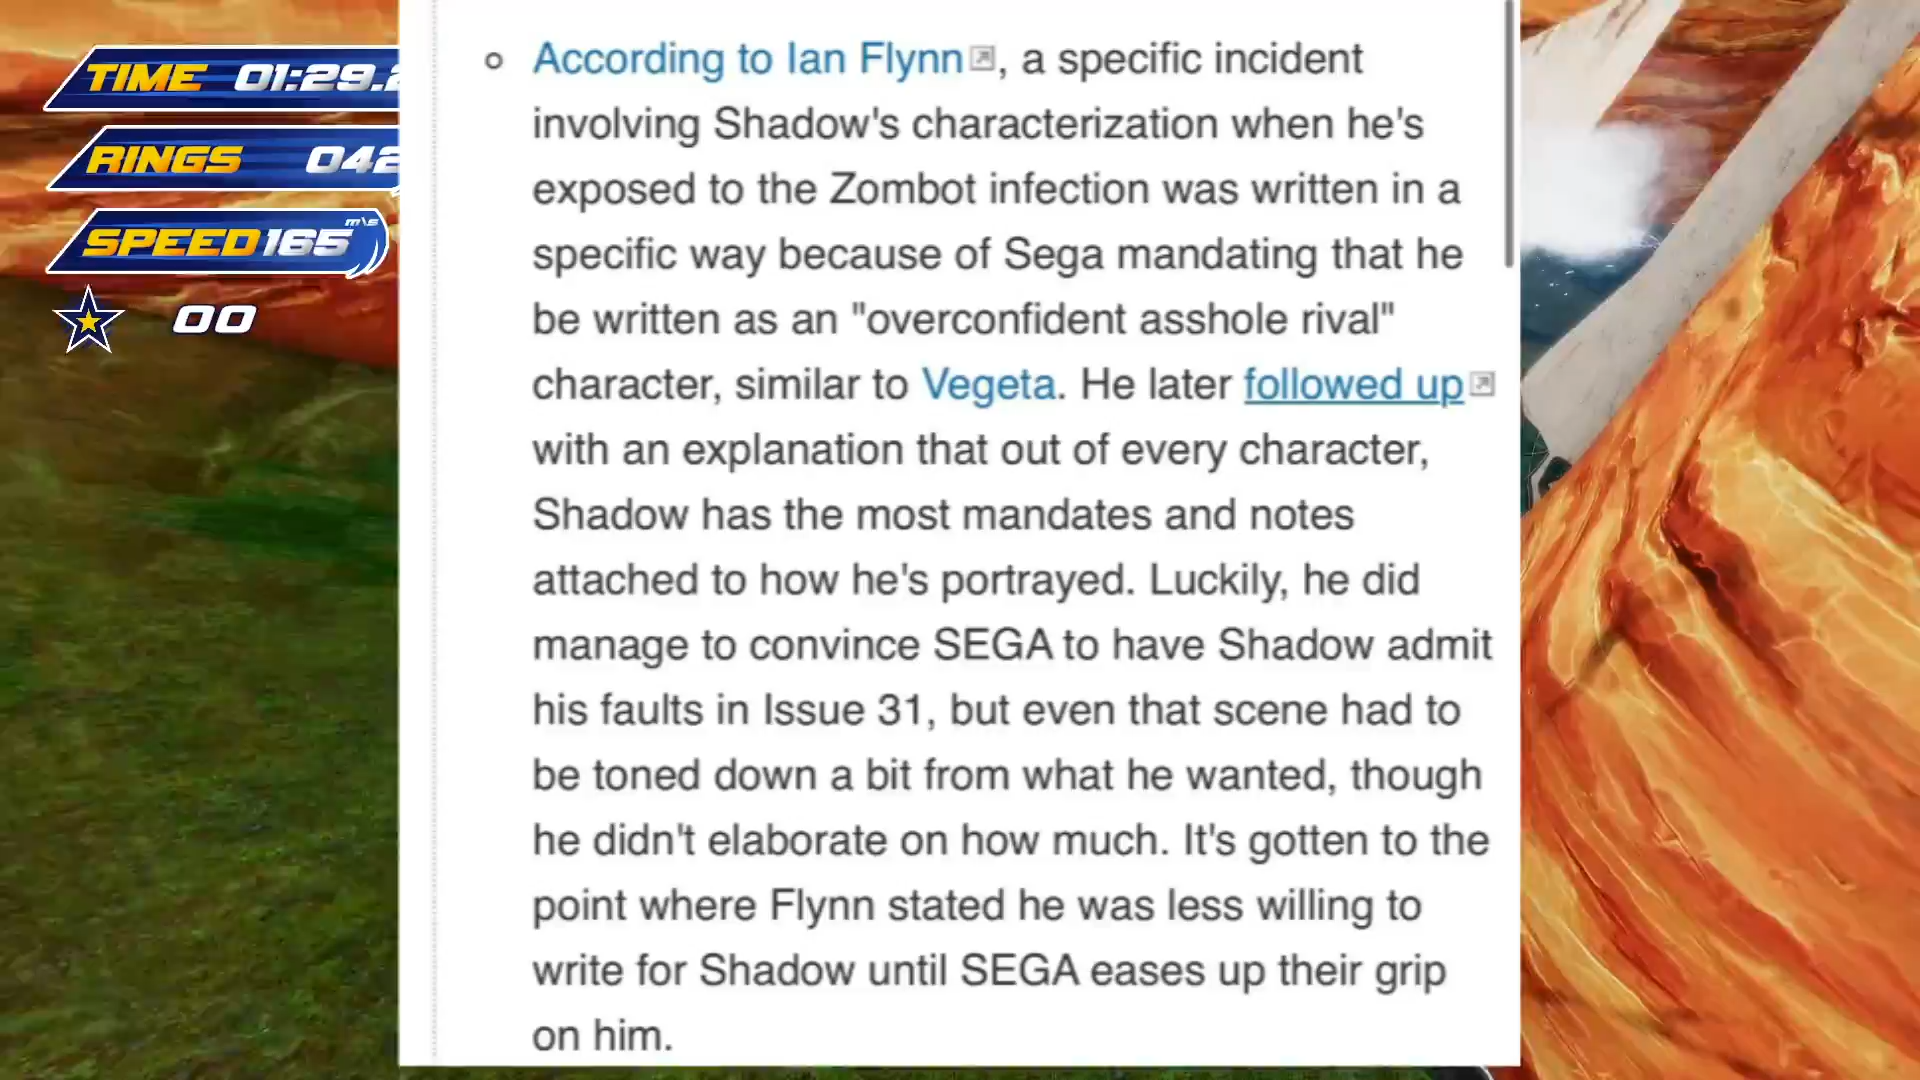 TIME 01:29.2
RINGS 042
SPEED 165 m\s
00
According to Ian Flynn, a specific incident
involving Shadow's characterization when he's
exposed to the Zombot infection was written in a
specific way because of Sega mandating that he
be written as an "overconfident asshole rival"
character, similar to Vegeta. He later followed up
with an explanation that out of every character,
Shadow has the most mandates and notes
attached to how he's portrayed. Luckily, he did
manage to convince SEGA to have Shadow admit
his faults in Issue 31, but even that scene had to
be toned down a bit from what he wanted, though
he didn't elaborate on how much. It's gotten to the
point where Flynn stated he was less willing to
write for Shadow until SEGA eases up their grip
on him.